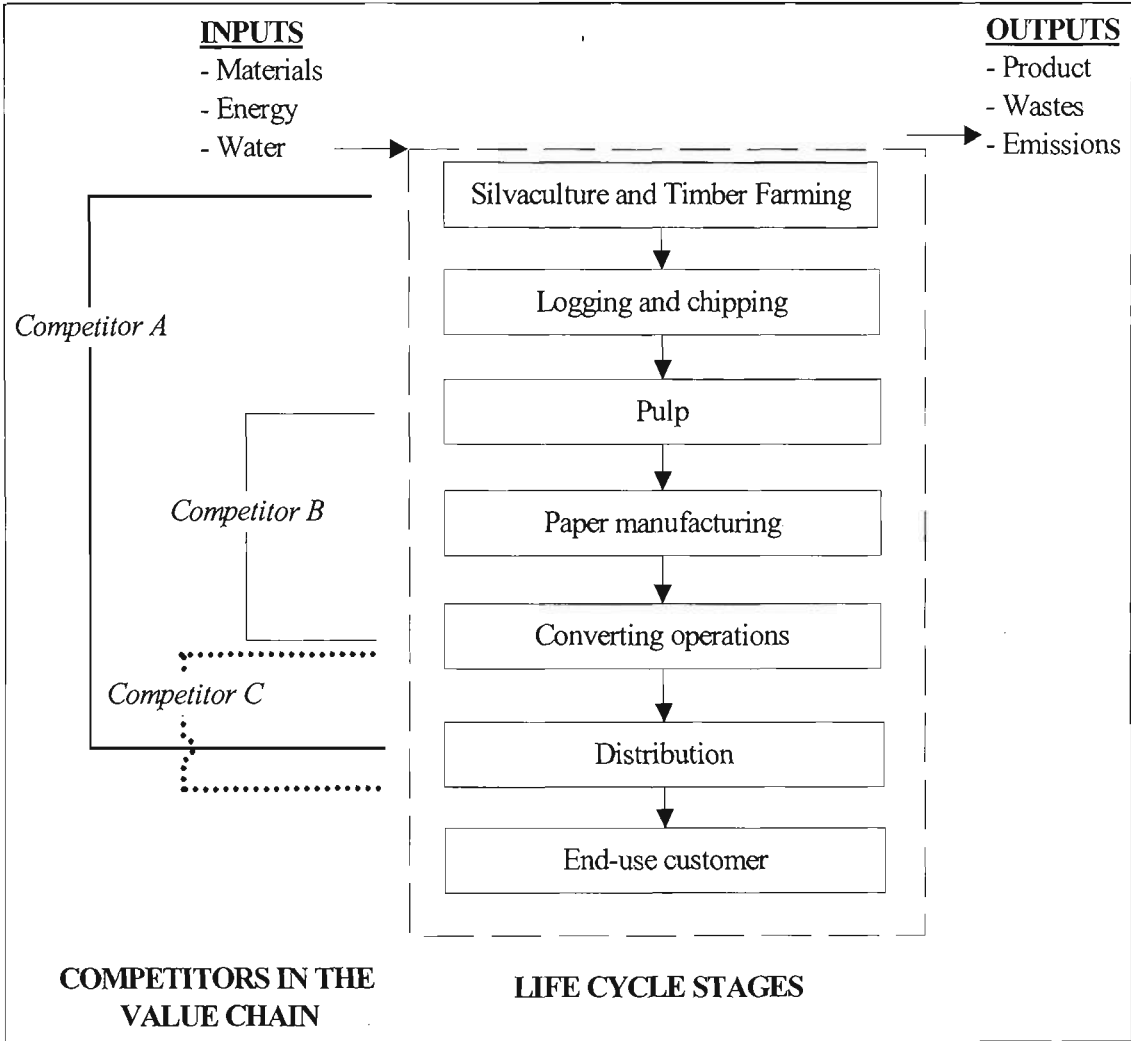 INPUTS
- Materials
- Energy
- Water
OUTPUTS
- Product
- Wastes
- Emissions
Silvaculture and Timber Farming
Logging and chipping
Competitor A
Pulp
Competitor B
Paper manufacturing
Converting operations
Competitor C
Distribution
End-use customer
COMPETITORS IN THE
VALUE CHAIN
LIFE CYCLE STAGES